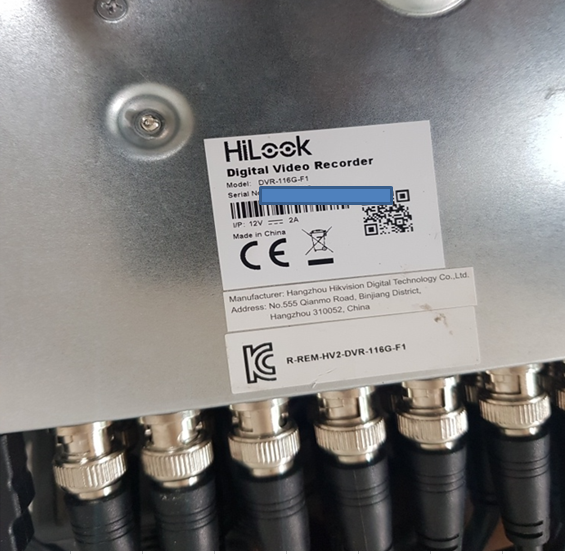 HiLook
Digital Video Recorder
Model: DVR-116G-F1
Serial
I/P: 12V ⎓ 2A
Made in China
CE
Manufacturer: Hangzhou Hikvision Digital Technology Co.,Ltd.
Address: No.555 Qianmo Road, Binjiang District,
Hangzhou 310052, China
R-REM-HV2-DVR-116G-F1